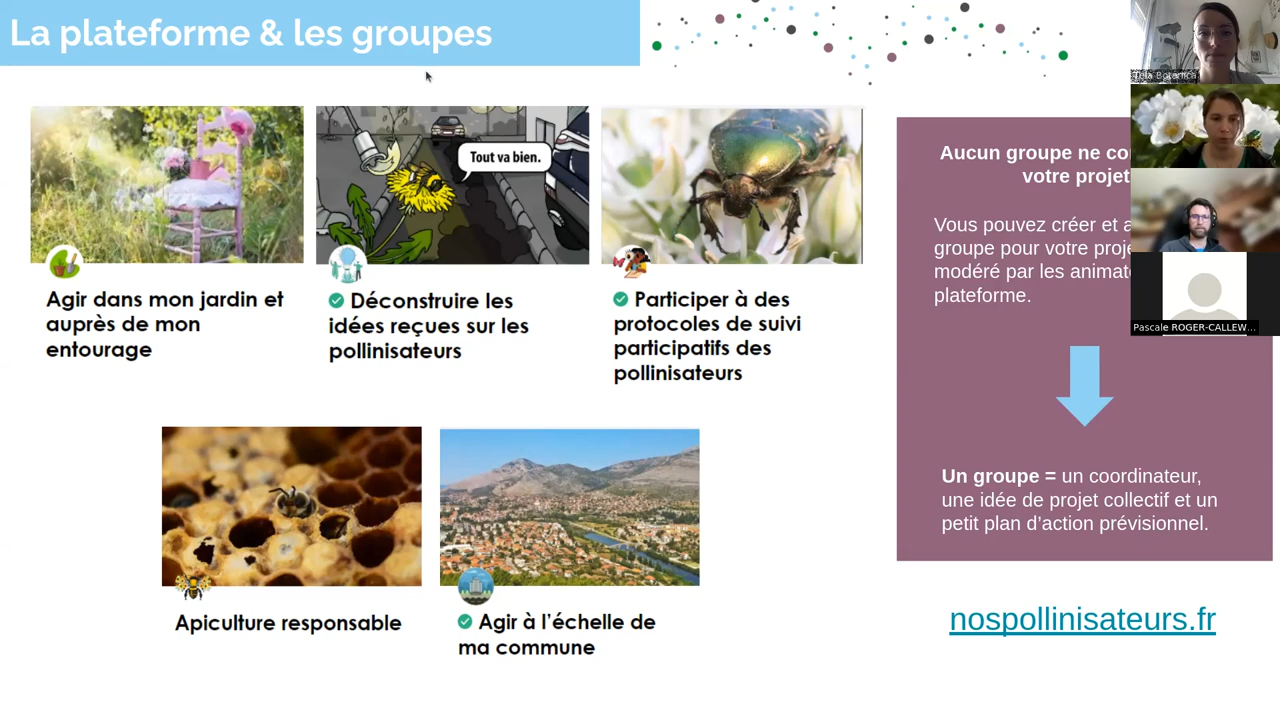 La plateforme & les groupes
Tela Botanica
Tout va bien.
Aucun groupe ne
votre projet
Vous pouvez créer et
groupe pour votre
modéré par les
plateforme.
Pascale ROGER-CALLEW...
Agir dans mon jardin et
auprès de mon
entourage
Déconstruire les
idées reçues sur les
pollinisateurs
Participer à des
protocoles de suivi
participatifs des
pollinisateurs
Un groupe = un coordinateur,
une idée de projet collectif et un
petit plan d'action prévisionnel.
Apiculture responsable
Agir à l'échelle de
ma commune
nospollinisateurs.fr